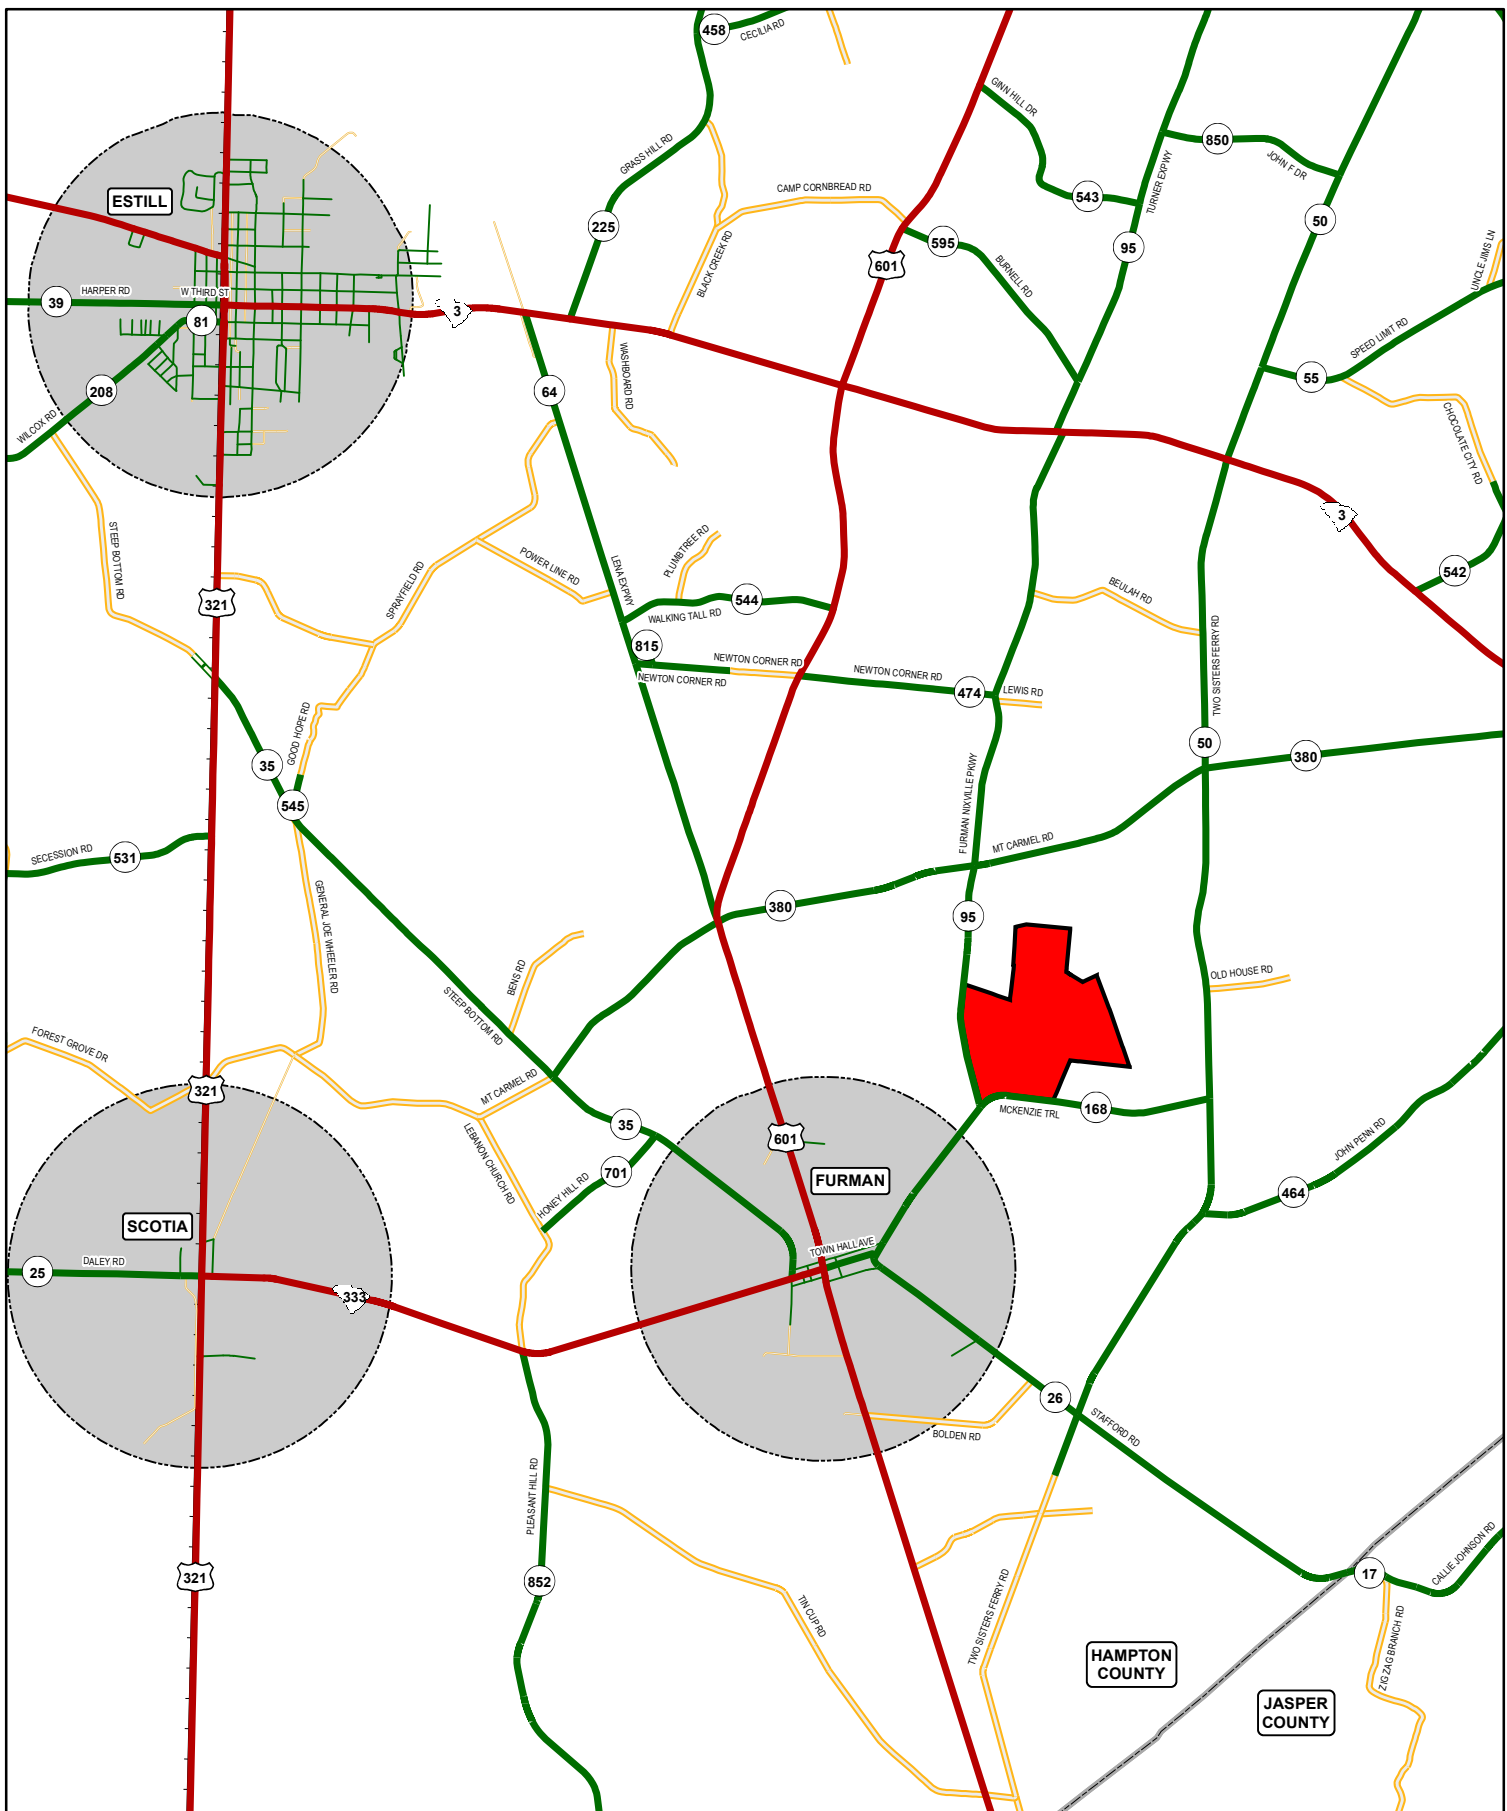 458
CECILIA RD
GINN HILL DR
850
JOHN F DR
GRASS HILL RD
TURNER EXPWY
543
CAMP CORNBREAD RD
ESTILL
225
50
595
95
BLACK CREEK RD
601
BURNELL RD
UNCLE JIMS LN
HARPER RD
W THIRD ST
39
81
3
SPEED LIMIT RD
WASHBOARD RD
55
64
208
WILCOX RD
CHOCOLATE CITY RD
3
STEEP BOTTOM RD
PLUMBTREE RD
POWER LINE RD
LENA EXPWY
SPRAYFIELD RD
542
BEULAH RD
544
WALKING TALL RD
321
815
NEWTON CORNER RD
NEWTON CORNER RD
NEWTON CORNER RD
474
LEWIS RD
TWO SISTERS FERRY RD
GOOD HOPE RD
50
380
35
545
FURMAN NIXVILLE PKWY
MT CARMEL RD
SECESSION RD
531
380
95
GENERAL JOE WHEELER RD
BENS RD
OLD HOUSE RD
STEEP BOTTOM RD
FOREST GROVE DR
321
MT CARMEL RD
MCKENZIE TRL
168
35
601
LEBANON CHURCH RD
JOHN PENN RD
701
HONEY HILL RD
FURMAN
464
SCOTIA
TOWN HALL AVE
DALEY RD
25
333
26
STAFFORD RD
BOLDEN RD
PLEASANT HILL RD
321
852
17
CALLIE JOHNSON RD
TIN CUP RD
TWO SISTERS FERRY RD
ZIG ZAG BRANCH RD
HAMPTON
COUNTY
JASPER
COUNTY